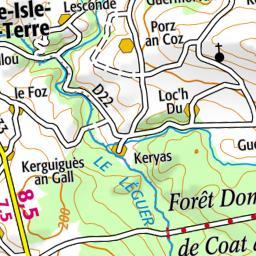 e-Isle-
-Terre
Lesconde
Porz
an Coz
le Foz
D22
Loc'h
Du
Kerguiguès
an Gall
LE LÉGUER
Keryas
8,5
7,5
200
Forêt Dom
de Coat a